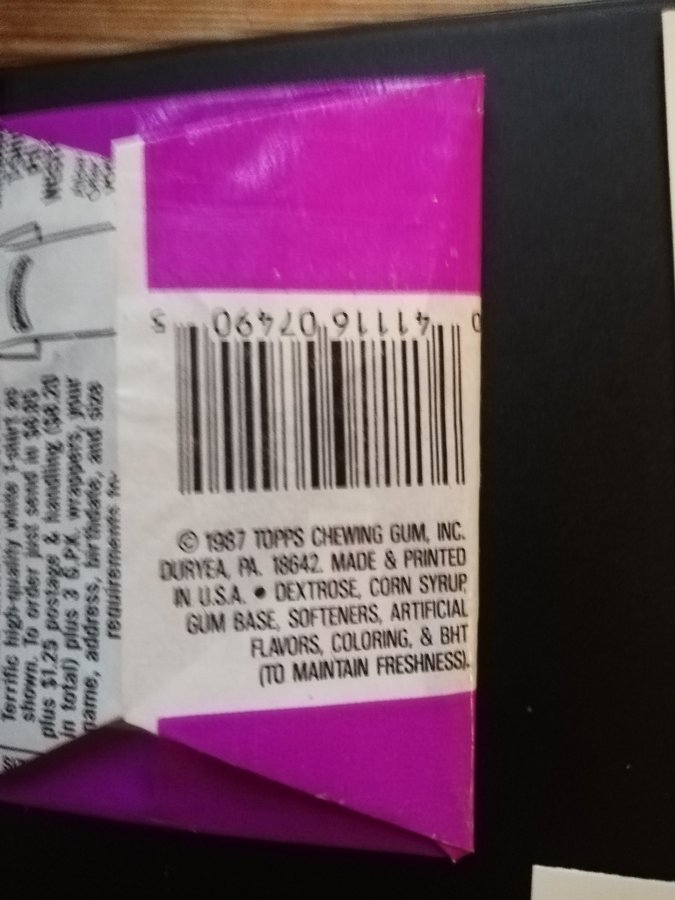 0 41116 07490 5
© 1987 TOPPS CHEWING GUM, INC.
DURYEA, PA. 18642. MADE & PRINTED
IN U.S.A. • DEXTROSE, CORN SYRUP,
GUM BASE, SOFTENERS, ARTIFICIAL
FLAVORS, COLORING, & BHT
(TO MAINTAIN FRESHNESS).
Terrific high-quality white T-shirt as
shown. To order just send in $6.95
plus $1.25 postage & handling ($8.20
in total) plus 3 G.P.K. wrappers, your
name, address, birthdate, and size
requirements to: